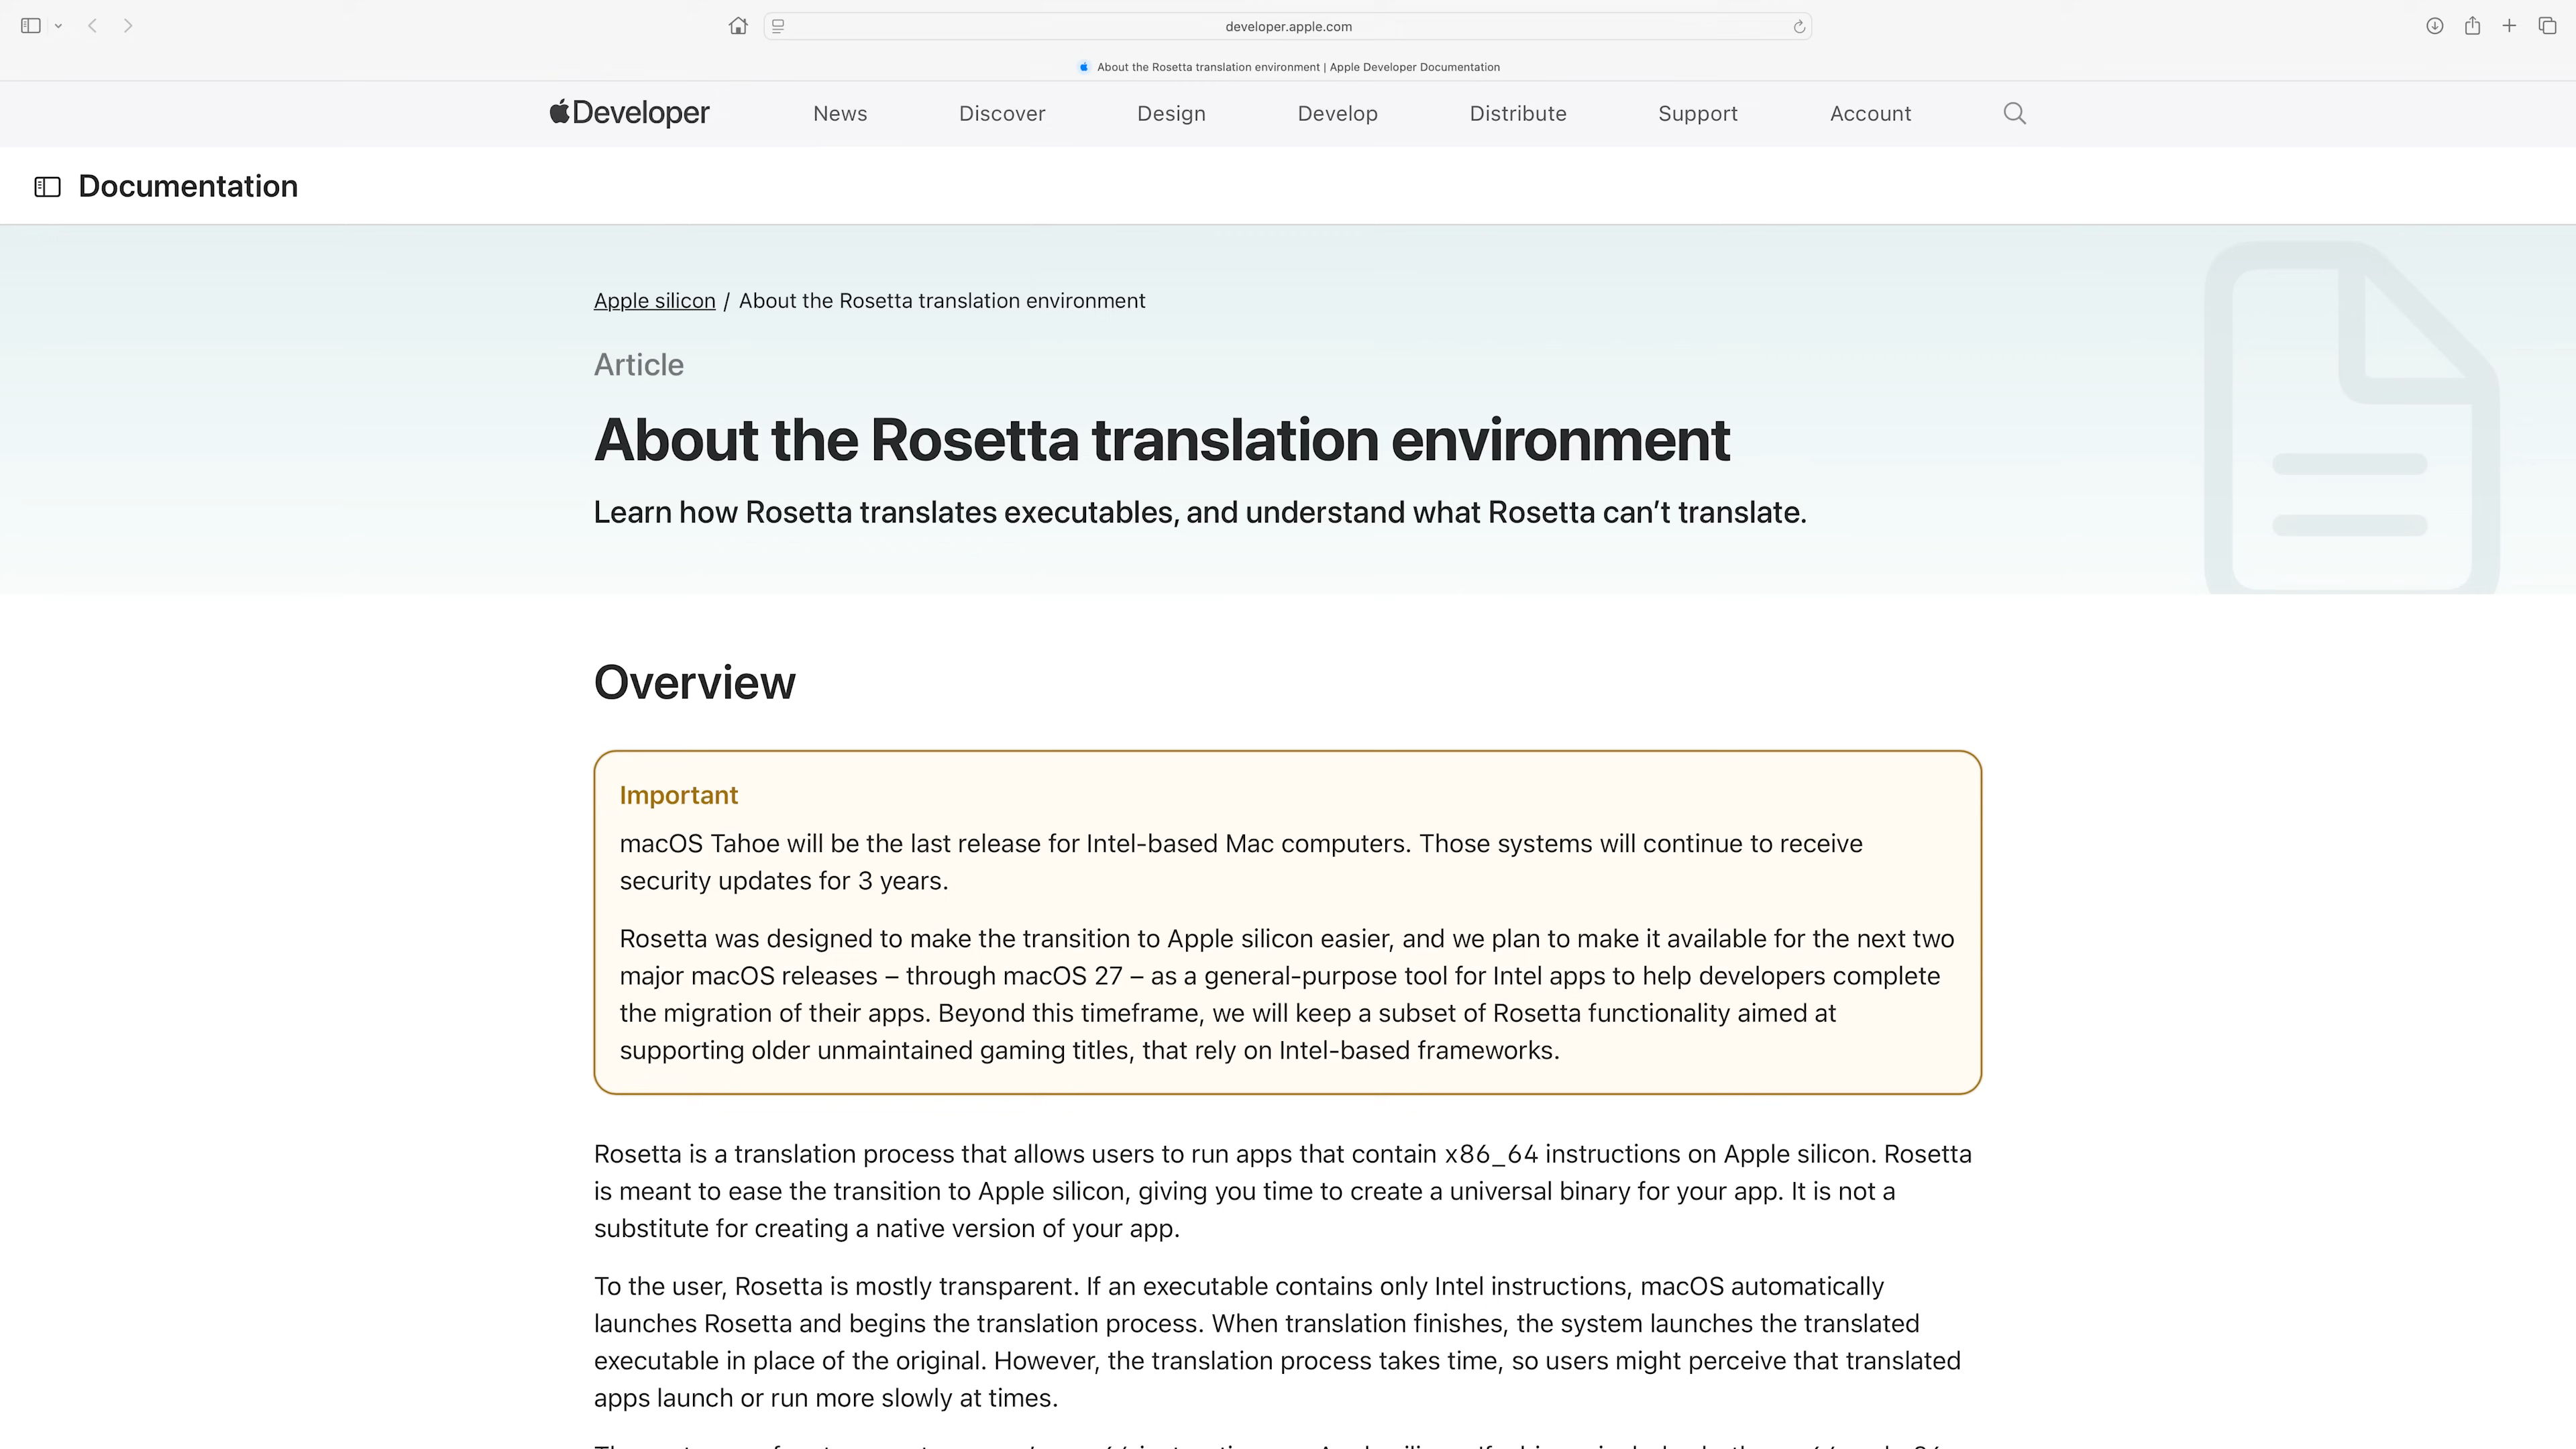 developer.apple.com
About the Rosetta translation environment | Apple Developer Documentation
Developer News Discover Design Develop Distribute Support Account
Documentation
Apple silicon / About the Rosetta translation environment
Article
About the Rosetta translation environment
Learn how Rosetta translates executables, and understand what Rosetta can’t translate.
Overview
Important
macOS Tahoe will be the last release for Intel-based Mac computers. Those systems will continue to receive
security updates for 3 years.
Rosetta was designed to make the transition to Apple silicon easier, and we plan to make it available for the next two
major macOS releases – through macOS 27 – as a general-purpose tool for Intel apps to help developers complete
the migration of their apps. Beyond this timeframe, we will keep a subset of Rosetta functionality aimed at
supporting older unmaintained gaming titles, that rely on Intel-based frameworks.
Rosetta is a translation process that allows users to run apps that contain x86_64 instructions on Apple silicon. Rosetta
is meant to ease the transition to Apple silicon, giving you time to create a universal binary for your app. It is not a
substitute for creating a native version of your app.
To the user, Rosetta is mostly transparent. If an executable contains only Intel instructions, macOS automatically
launches Rosetta and begins the translation process. When translation finishes, the system launches the translated
executable in place of the original. However, the translation process takes time, so users might perceive that translated
apps launch or run more slowly at times.